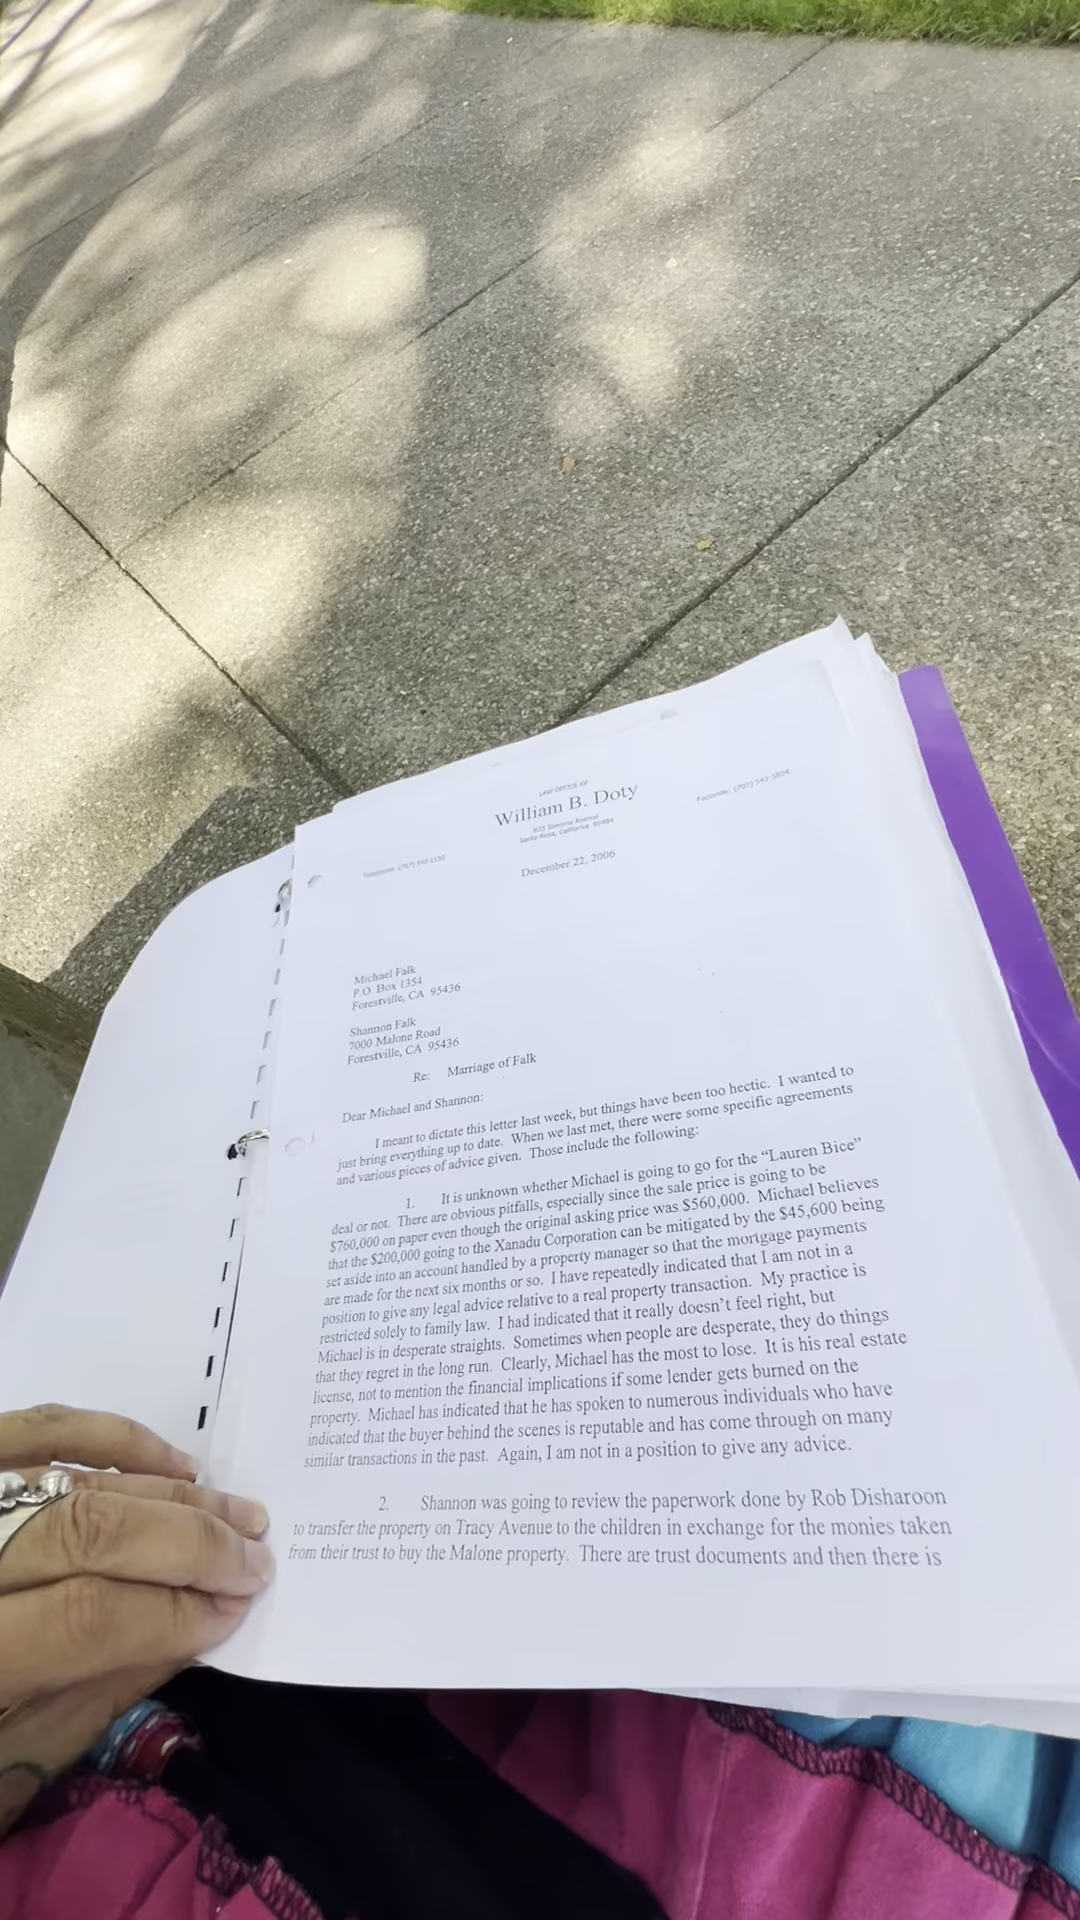 LAW OFFICE OF
William B. Doty
Santa Rosa, California 95404
Facsimile: (707)
Telephone: (707)
December 22, 2006
Michael Falk
P.O. Box 1354
Forestville, CA 95436
Shannon Falk
7000 Malone Road
Forestville, CA 95436
Re: Marriage of Falk
Dear Michael and Shannon:
I meant to dictate this letter last week, but things have been too hectic. I wanted to
just bring everything up to date. When we last met, there were some specific agreements
and various pieces of advice given. Those include the following:
1. It is unknown whether Michael is going to go for the “Lauren Bice”
deal or not. There are obvious pitfalls, especially since the sale price is going to be
$760,000 on paper even though the original asking price was $560,000. Michael believes
that the $200,000 going to the Xanadu Corporation can be mitigated by the $45,600 being
set aside into an account handled by a property manager so that the mortgage payments
are made for the next six months or so. I have repeatedly indicated that I am not in a
position to give any legal advice relative to a real property transaction. My practice is
restricted solely to family law. I had indicated that it really doesn’t feel right, but
Michael is in desperate straights. Sometimes when people are desperate, they do things
that they regret in the long run. Clearly, Michael has the most to lose. It is his real estate
license, not to mention the financial implications if some lender gets burned on the
property. Michael has indicated that he has spoken to numerous individuals who have
indicated that the buyer behind the scenes is reputable and has come through on many
similar transactions in the past. Again, I am not in a position to give any advice.
2. Shannon was going to review the paperwork done by Rob Disharoon
to transfer the property on Tracy Avenue to the children in exchange for the monies taken
from their trust to buy the Malone property. There are trust documents and then there is